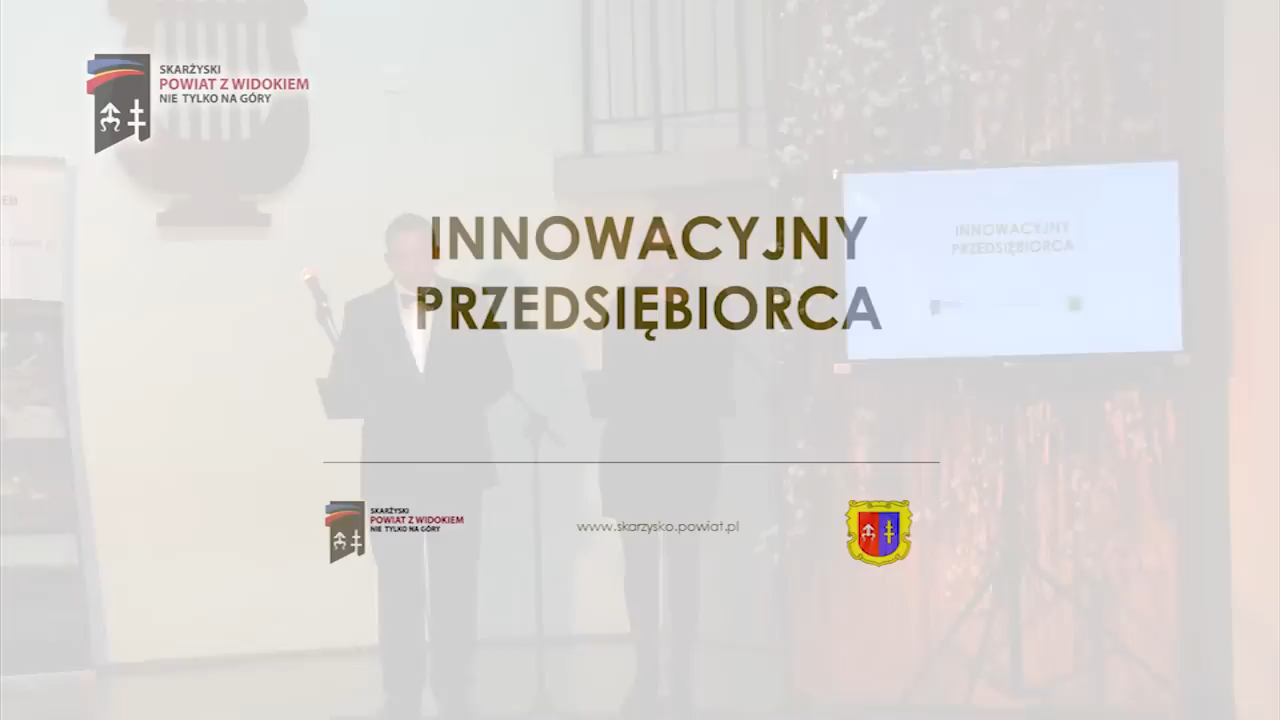 SKARŻYSKI
POWIAT Z WIDOKIEM
NIE TYLKO NA GÓRY
INNOWACYJNY
PRZEDSIĘBIORCA
INNOWACYJNY
PRZEDSIĘBIORCA
SKARŻYSKI
POWIAT Z WIDOKIEM
NIE TYLKO NA GÓRY
www.skarzysko.powiat.pl